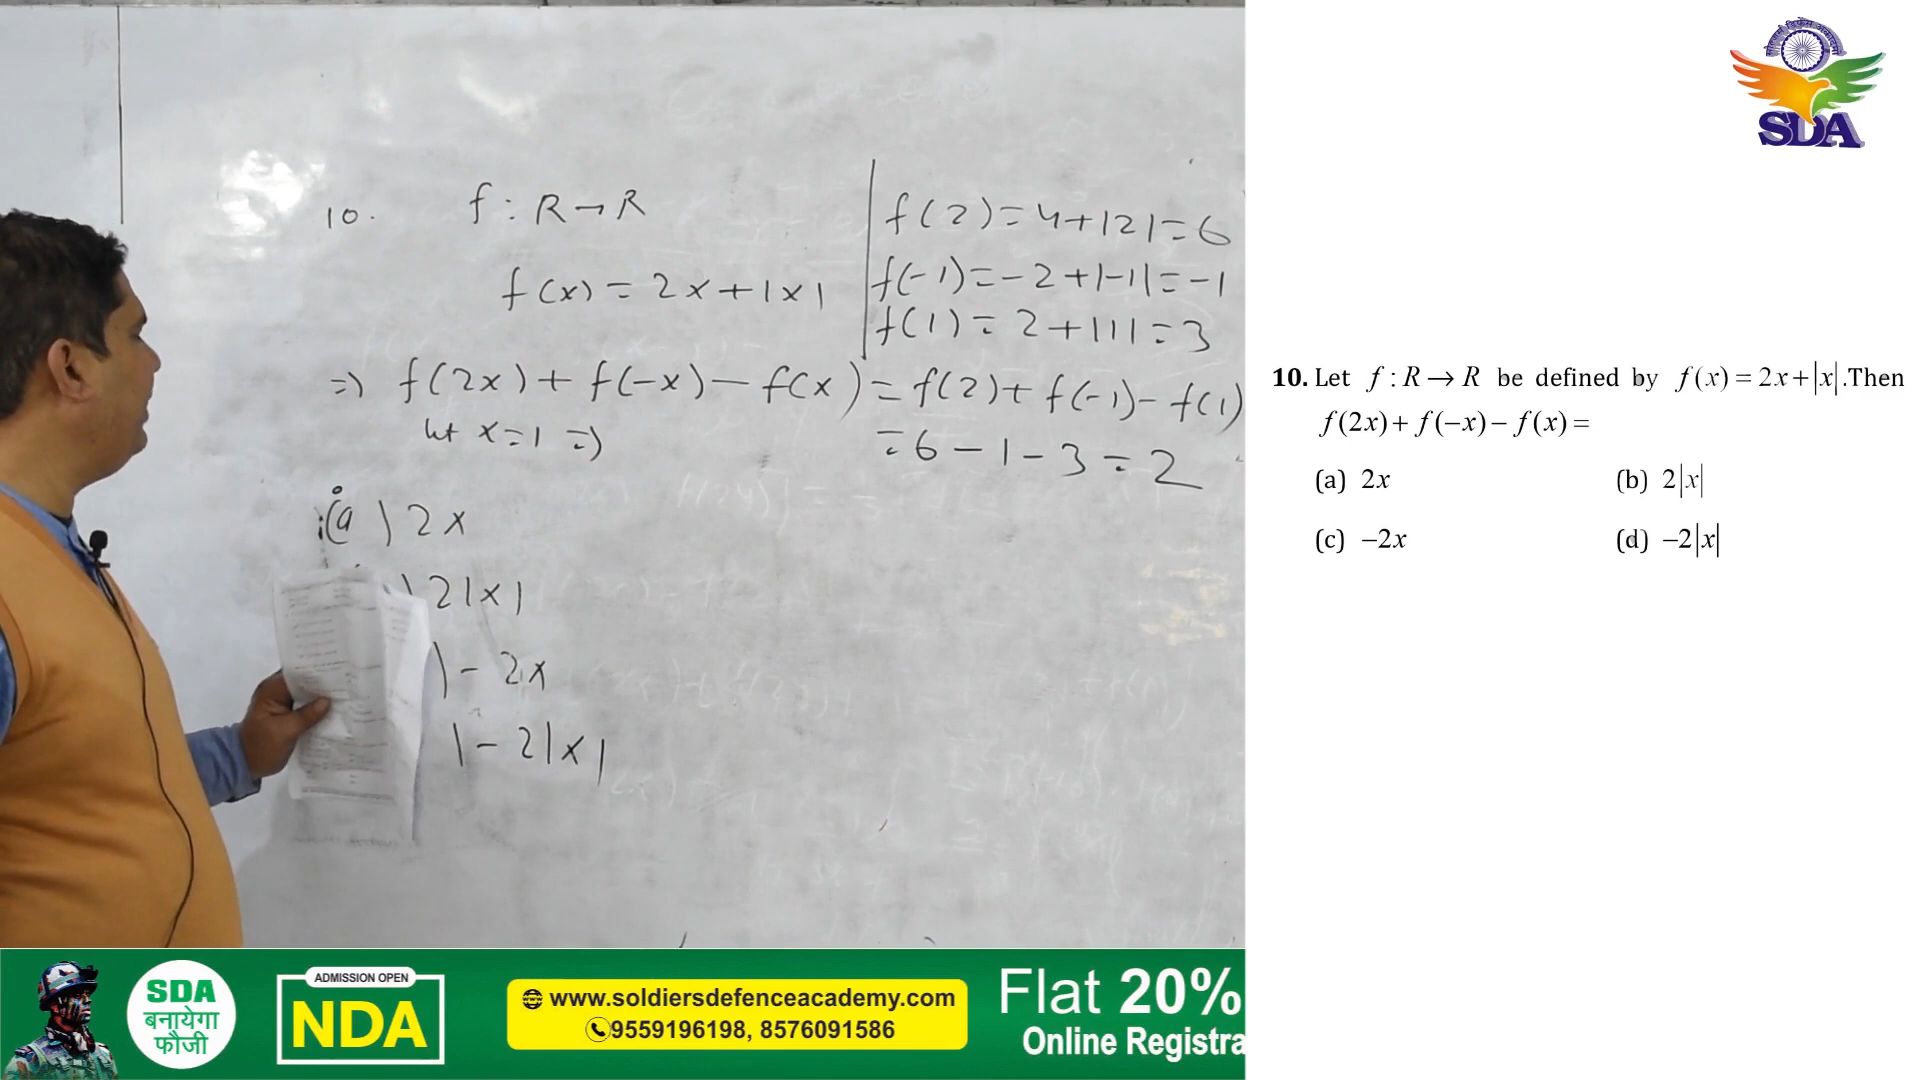 10. f : R → R
f(x) = 2x + |x|
f(2) = 4 + |2| = 6
f(-1) = -2 + |-1| = -1
f(1) = 2 + |1| = 3
⇒ f(2x) + f(-x) - f(x) = f(2) + f(-1) - f(1)
let x = 1 ⇒
= 6 - 1 - 3 = 2
(a) 2x
) 2|x|
) - 2x
) - 2|x|
SDA
10. Let f : R → R be defined by f(x) = 2x + |x|.Then
f(2x) + f(−x) − f(x) =
(a) 2x (b) 2|x|
(c) −2x (d) −2|x|
SDA
बनायेगा
फौजी
ADMISSION OPEN
NDA
www.soldiersdefenceacademy.com
9559196198, 8576091586
Flat 20%
Online Registra